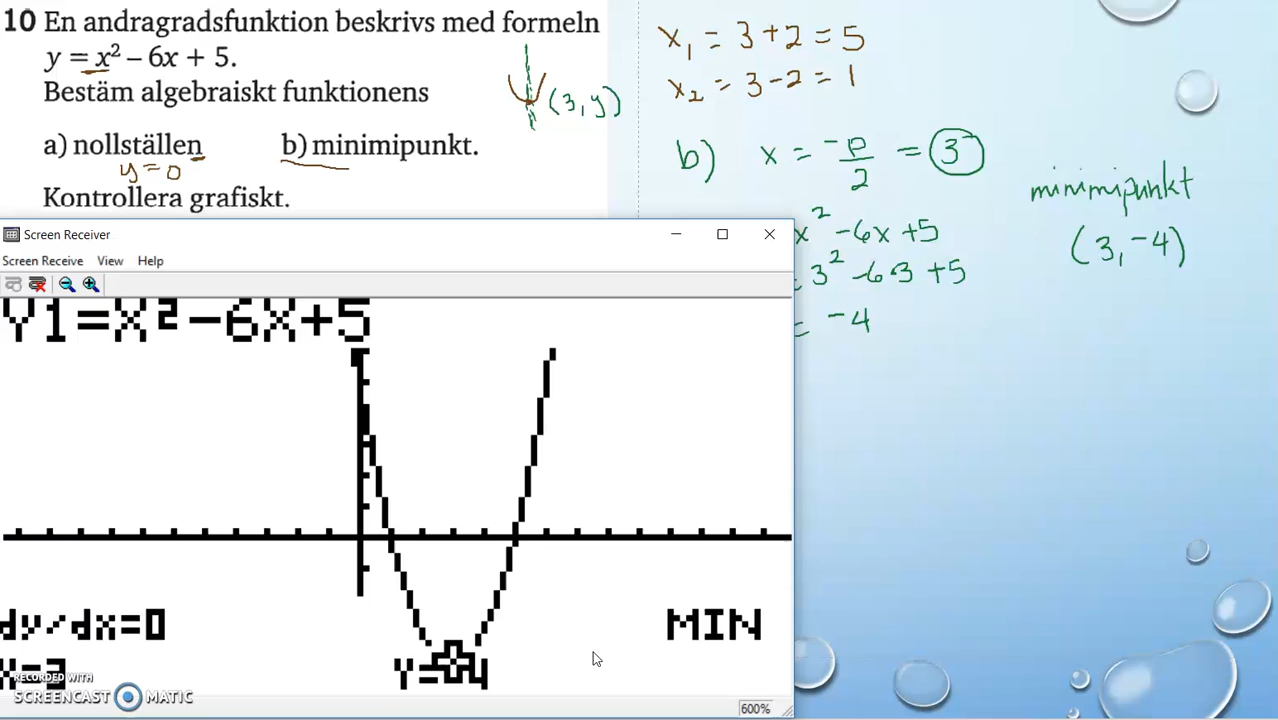 10 En andragradsfunktion beskrivs med formeln
y = x² – 6x + 5.
Bestäm algebraiskt funktionens
(3, y)
a) nollställen b) minimipunkt.
y = 0
Kontrollera grafiskt.
x₁ = 3 + 2 = 5
x₂ = 3 - 2 = 1
b) x = -p/2 = 3
x² - 6x + 5
= 3² - 6·3 + 5
= -4
minimipunkt
(3, -4)
Screen Receiver
Screen Receive View Help
Y1=X²-6X+5
dy/dx=0 MIN
X=3
RECORDED WITH
SCREENCAST MATIC
600%